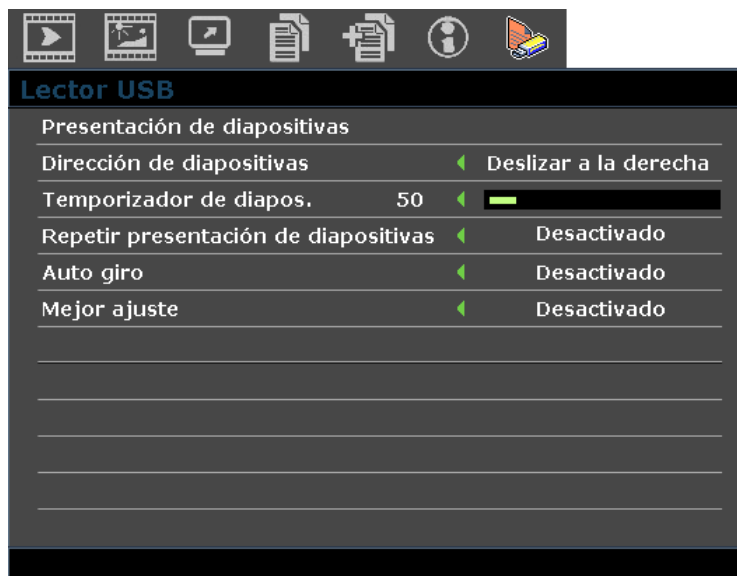 Lector USB
Presentación de diapositivas
Dirección de diapositivas Deslizar a la derecha
Temporizador de diapos. 50
Repetir presentación de diapositivas Desactivado
Auto giro Desactivado
Mejor ajuste Desactivado